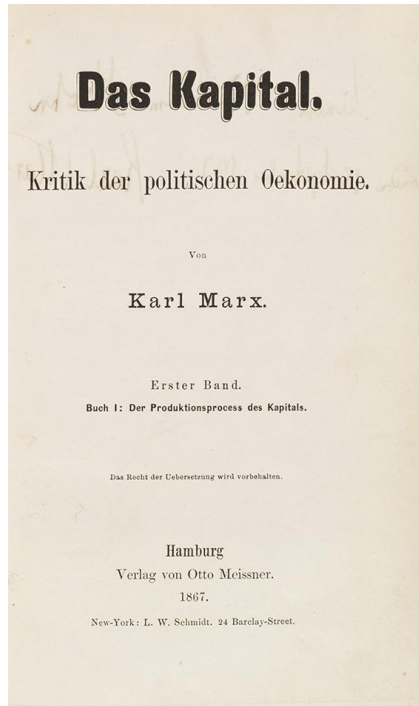 Das Kapital.
Kritik der politischen Oekonomie.
Von
Karl Marx.
Erster Band.
Buch I: Der Produktionsprocess des Kapitals.
Das Recht der Uebersetzung wird vorbehalten.
Hamburg
Verlag von Otto Meissner.
1867.
New-York: L. W. Schmidt. 24 Barclay-Street.